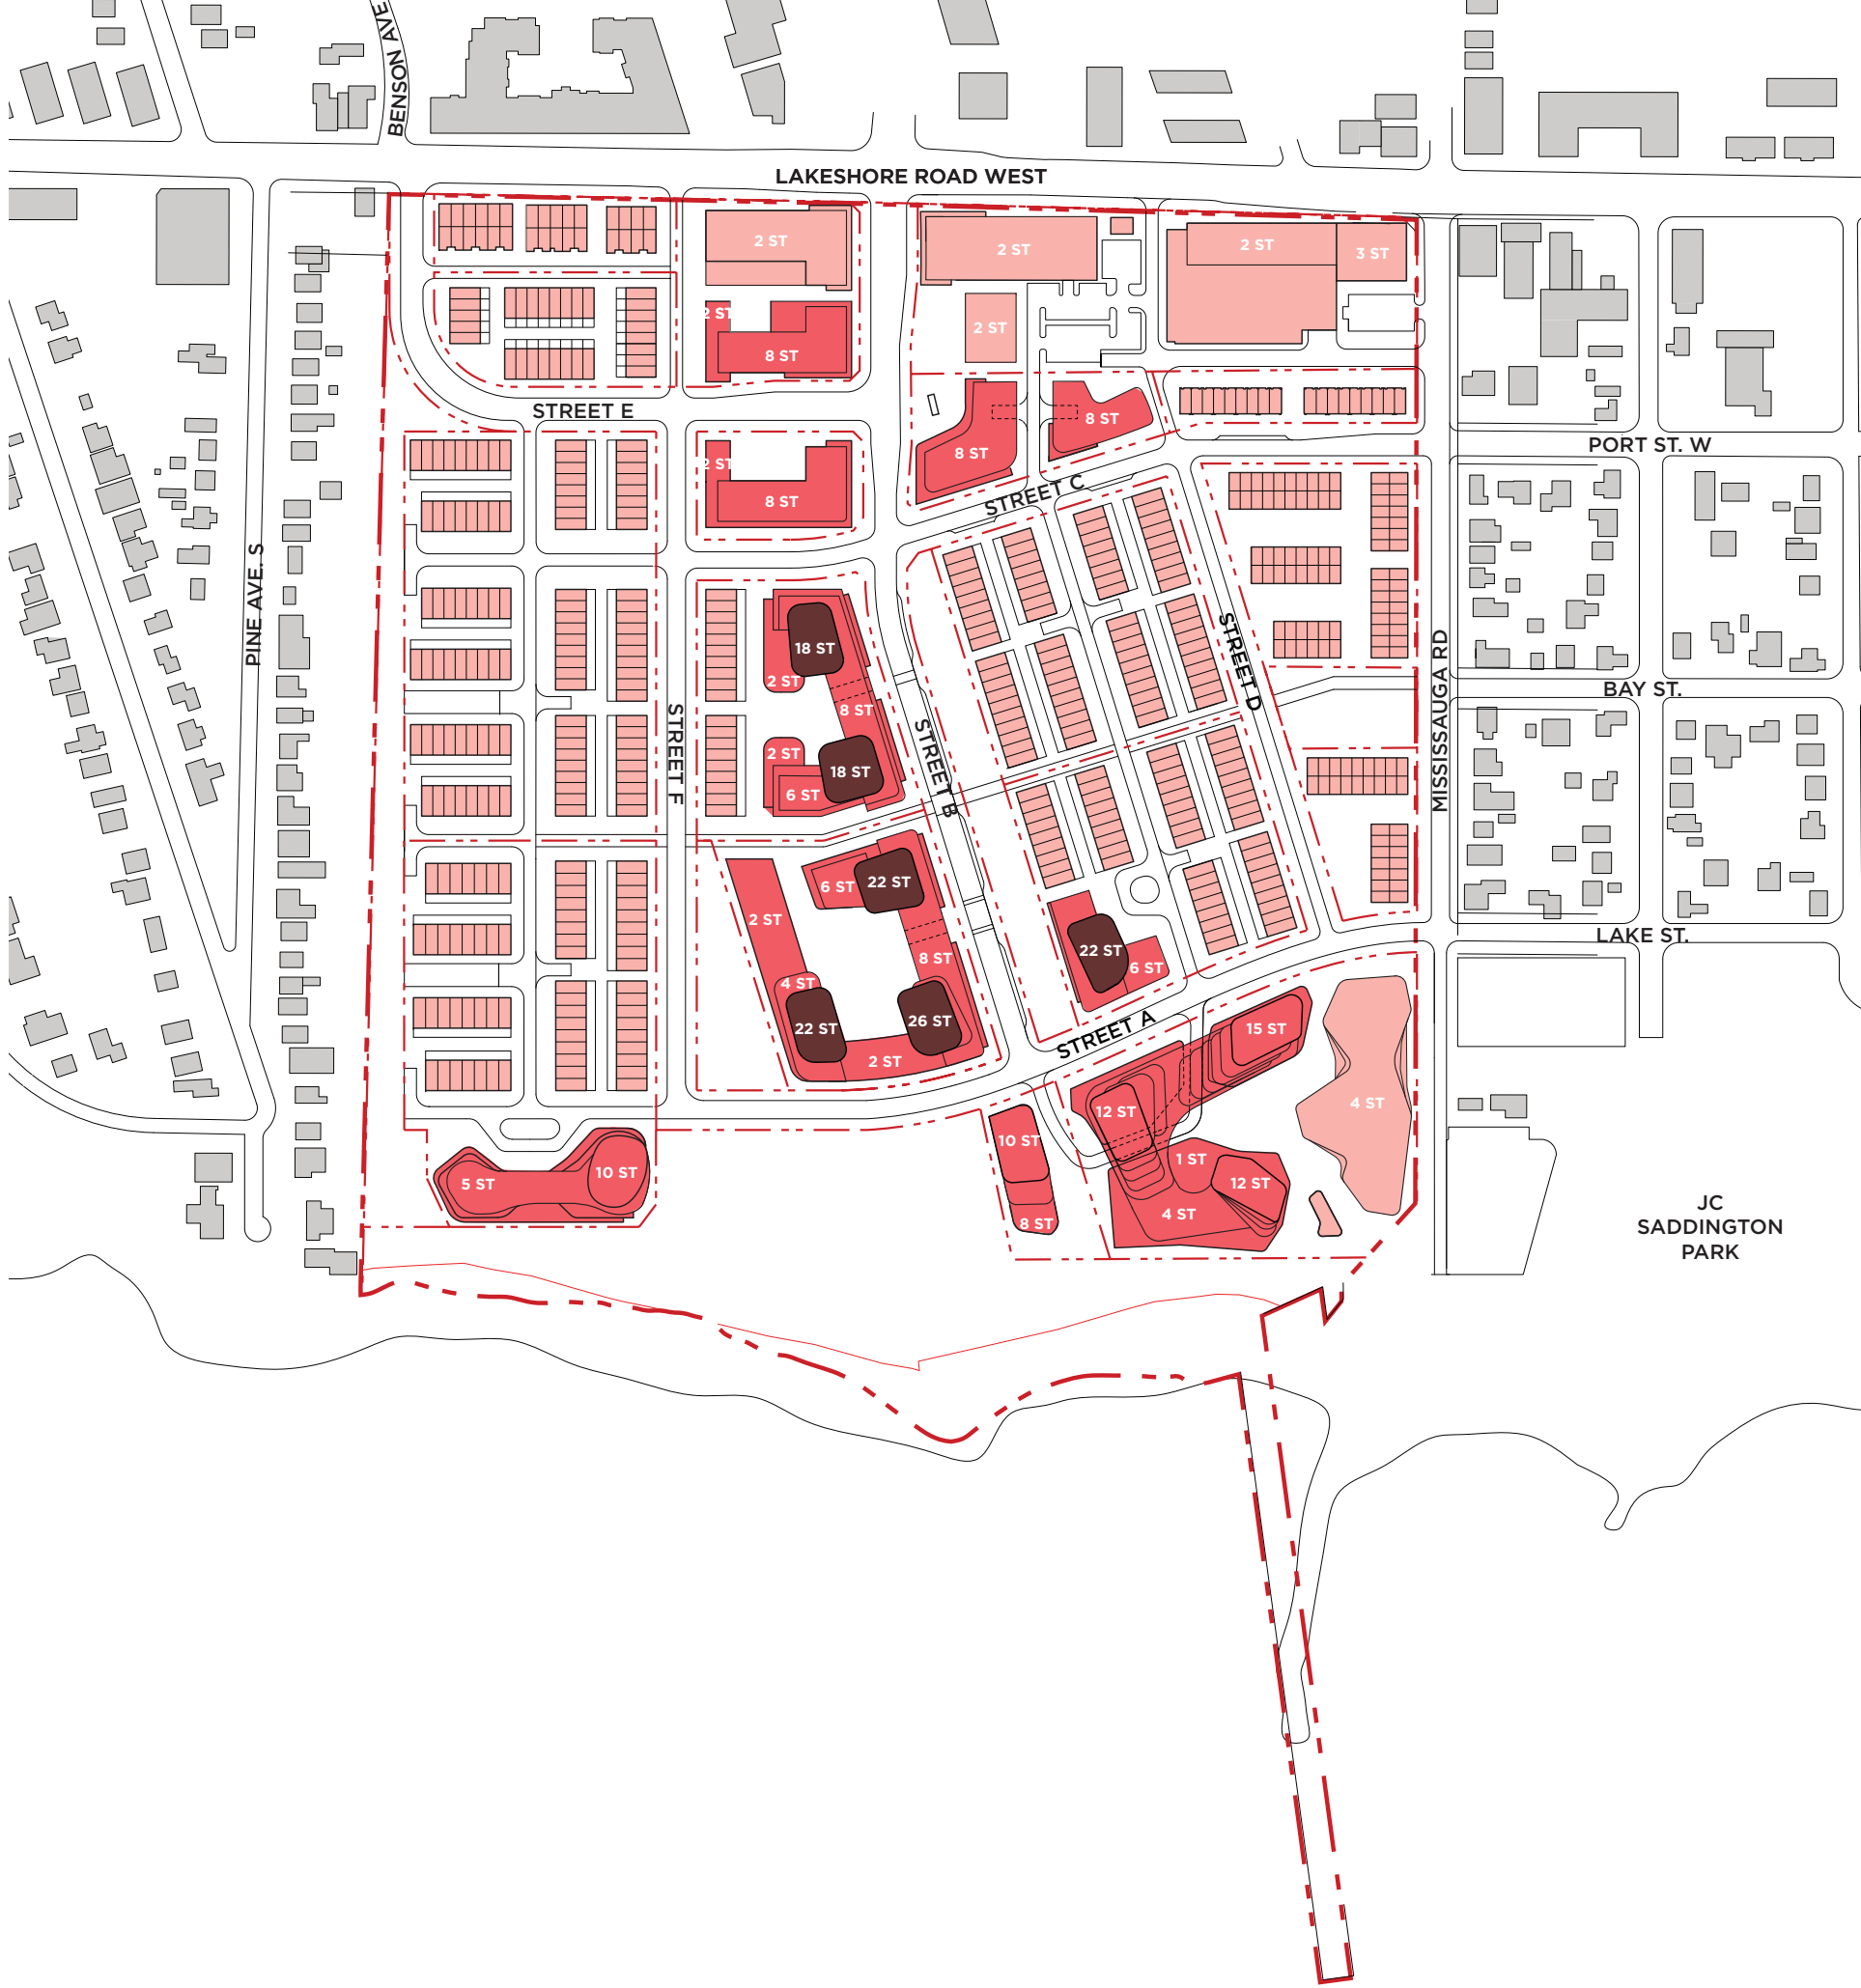 BENSON AVE
LAKESHORE ROAD WEST
2 ST
2 ST
2 ST
3 ST
2 ST
2 ST
8 ST
STREET E
8 ST
8 ST
PORT ST. W
2 ST
8 ST
STREET C
PINE AVE. S
18 ST
2 ST
8 ST
STREET D
BAY ST.
STREET F
STREET B
MISSISSAUGA RD
2 ST
18 ST
6 ST
6 ST
22 ST
2 ST
LAKE ST.
8 ST
22 ST
6 ST
4 ST
22 ST
26 ST
STREET A
15 ST
2 ST
4 ST
12 ST
10 ST
1 ST
10 ST
5 ST
12 ST
4 ST
8 ST
JC
SADDINGTON
PARK